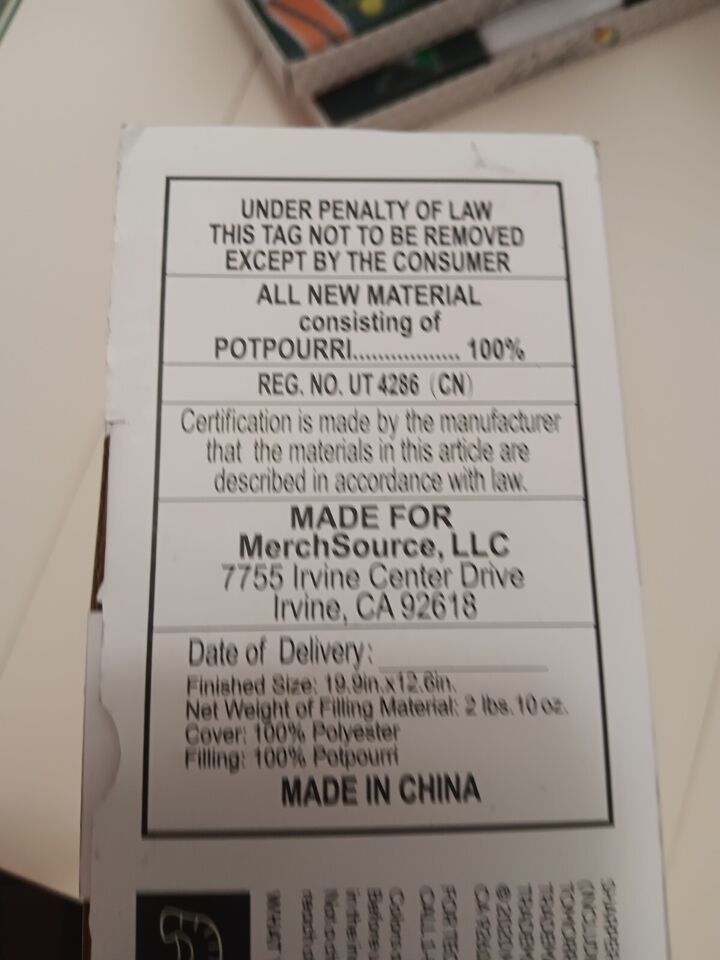 UNDER PENALTY OF LAW
THIS TAG NOT TO BE REMOVED
EXCEPT BY THE CONSUMER
ALL NEW MATERIAL
consisting of
POTPOURRI................. 100%
REG. NO. UT 4286 (CN)
Certification is made by the manufacturer
that the materials in this article are
described in accordance with law.
MADE FOR
MerchSource, LLC
7755 Irvine Center Drive
Irvine, CA 92618
Date of Delivery:
Finished Size: 19.9in.x12.6in.
Net Weight of Filling Material: 2 lbs.10 oz.
Cover: 100% Polyester
Filling: 100% Potpourri
MADE IN CHINA